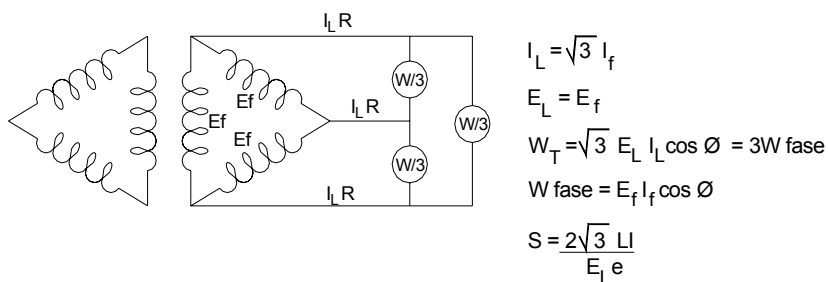 I_L R
W/3
Ef
Ef
Ef
I_L R
W/3
W/3
I_L R
I_L = √3 I_f
E_L = E_f
W_T = √3 E_L I_L cos Ø = 3W fase
W fase = E_f I_f cos Ø
S = 2√3 LI
E_l e